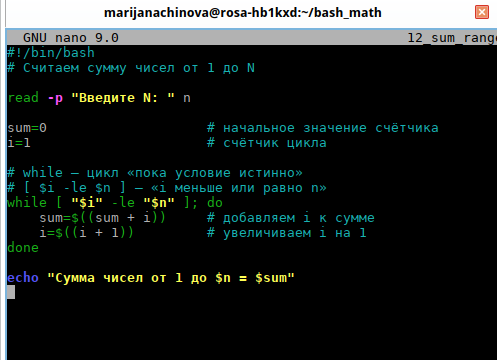 marijanachinova@rosa-hb1kxd:~/bash_math
GNU nano 9.0 12_sum_rang
#!/bin/bash
# Считаем сумму чисел от 1 до N
read -p "Введите N: " n
sum=0 # начальное значение счётчика
i=1 # счётчик цикла
# while — цикл «пока условие истинно»
# [ $i -le $n ] — «i меньше или равно n»
while [ "$i" -le "$n" ]; do
sum=$((sum + i)) # добавляем i к сумме
i=$((i + 1)) # увеличиваем i на 1
done
echo "Сумма чисел от 1 до $n = $sum"